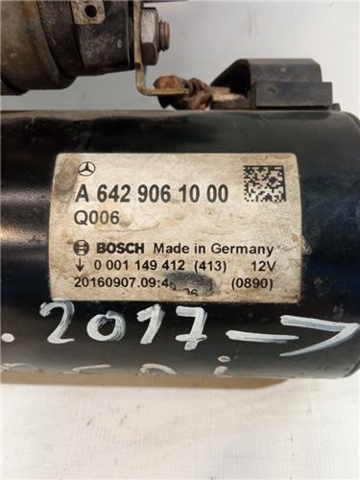 A 642 906 10 00
Q006
BOSCH Made in Germany
↓ 0 001 149 412 (413) 12V
20160907.09:4 (0890)
. 2017 →